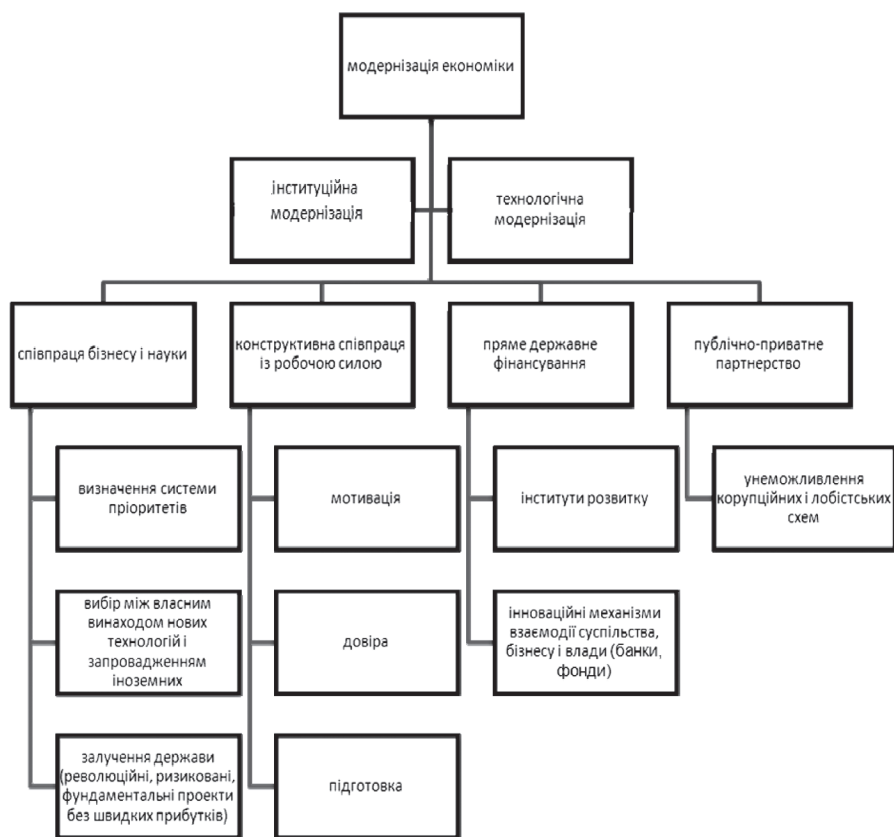 модернізація економіки
інституційна
модернізація
технологічна
модернізація
співпраця бізнесу і науки
конструктивна співпраця
із робочою силою
пряме державне
фінансування
публічно-приватне
партнерство
визначення системи
пріоритетів
мотивація
інститути розвитку
унеможливлення
корупційних і лобістських
схем
вибір між власним
винаходом нових
технологій і
запровадженням
іноземних
довіра
інноваційні механізми
взаємодії суспільства,
бізнесу і влади (банки,
фонди)
залучення держави
(революційні, ризиковані,
фундаментальні проекти
без швидких прибутків)
підготовка